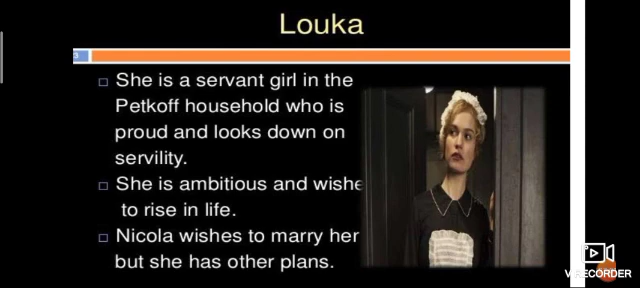 Louka
3
She is a servant girl in the
Petkoff household who is
proud and looks down on
servility.
She is ambitious and wishe
to rise in life.
Nicola wishes to marry her
but she has other plans.